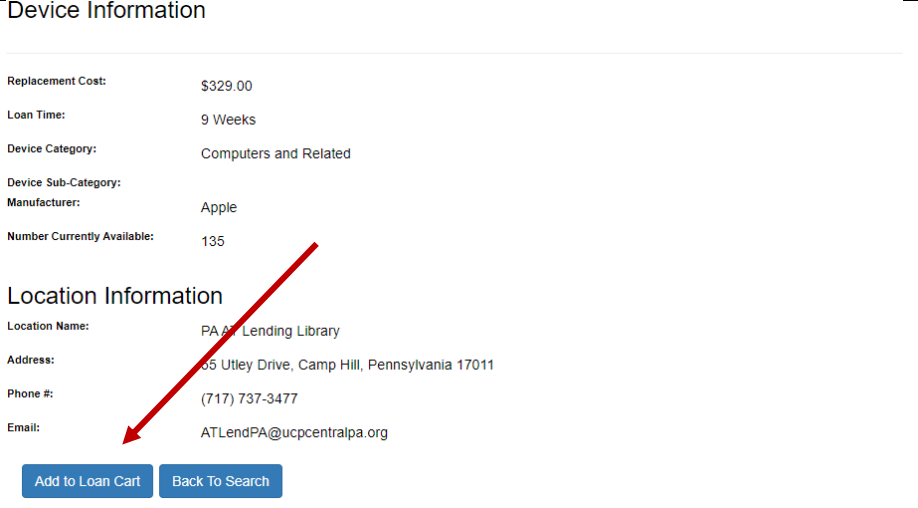 Device Information
Replacement Cost: $329.00
Loan Time: 9 Weeks
Device Category: Computers and Related
Device Sub-Category:
Manufacturer: Apple
Number Currently Available: 135
Location Information
Location Name: PA AT Lending Library
Address: Utley Drive, Camp Hill, Pennsylvania 17011
Phone #: (717) 737-3477
Email: ATLendPA@ucpcentralpa.org
Add to Loan Cart Back To Search